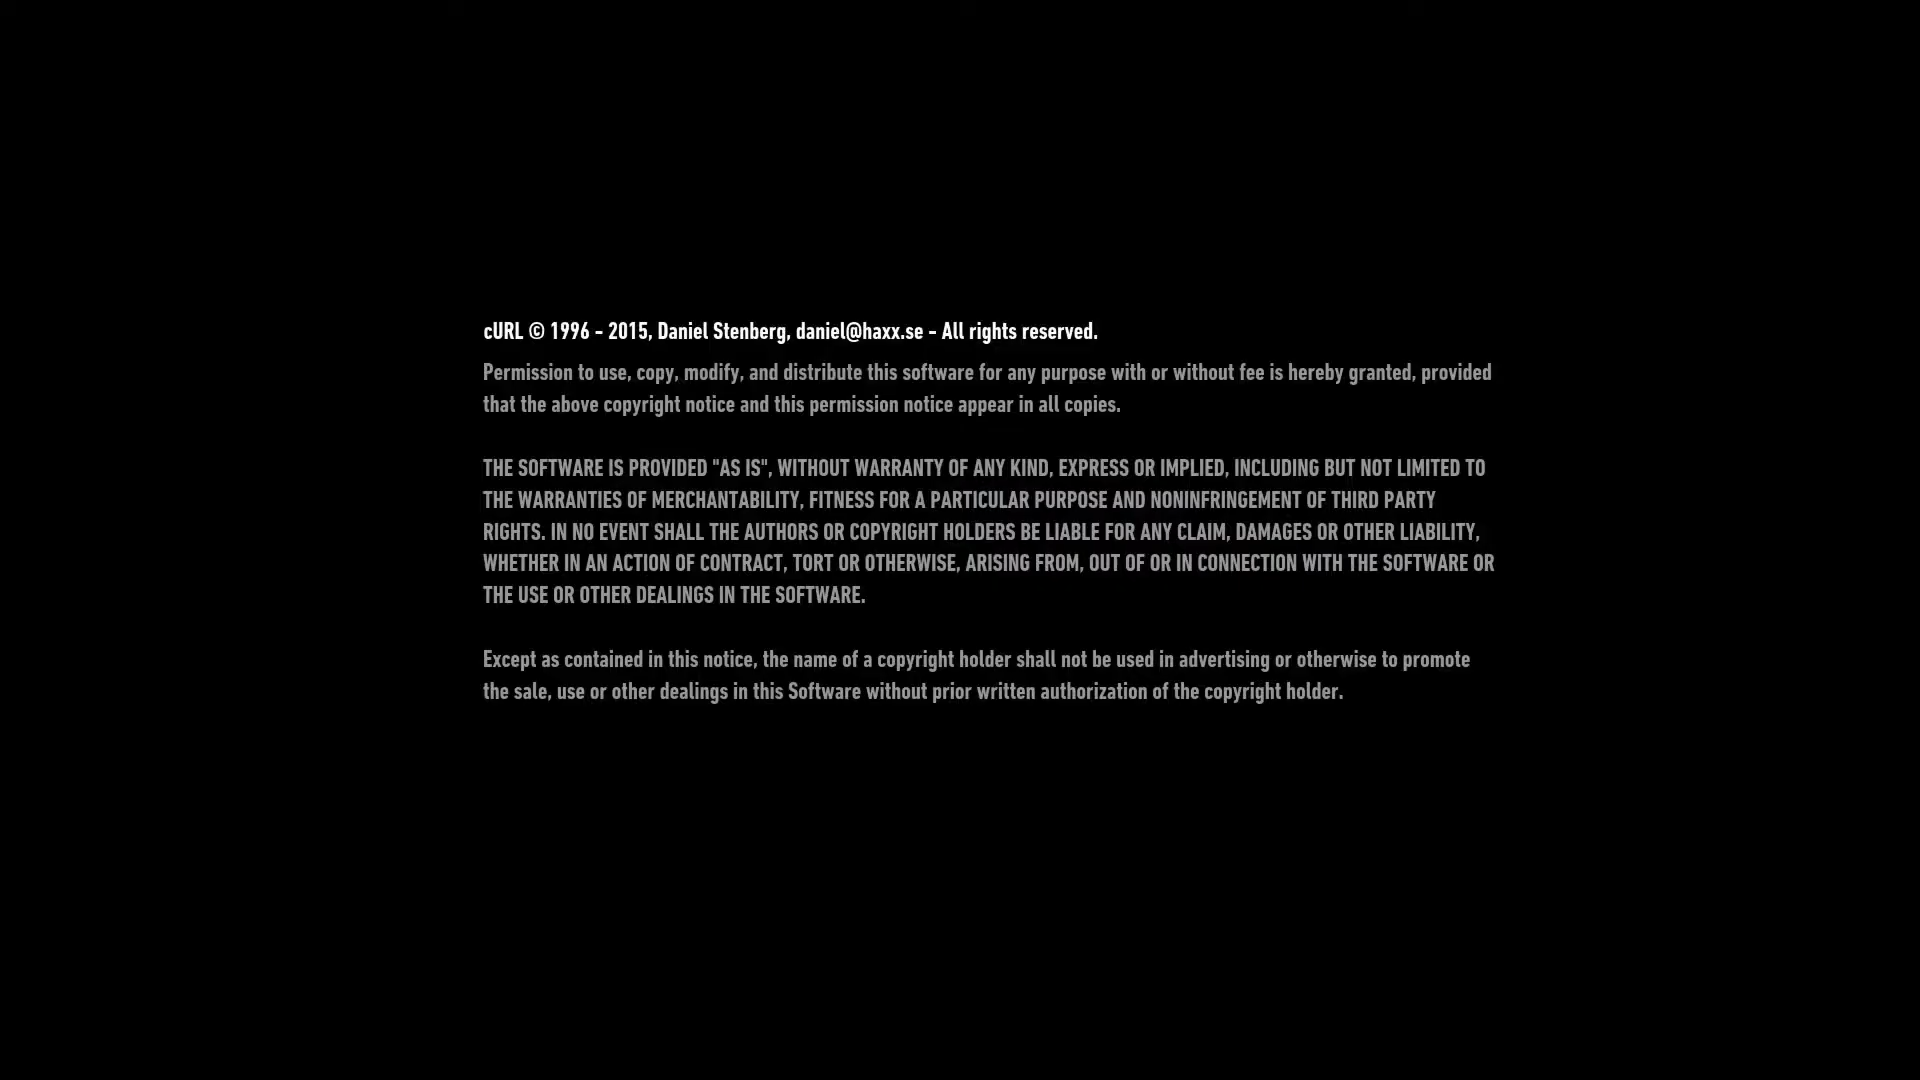 cURL © 1996 - 2015, Daniel Stenberg, daniel@haxx.se - All rights reserved.
Permission to use, copy, modify, and distribute this software for any purpose with or without fee is hereby granted, provided
that the above copyright notice and this permission notice appear in all copies.
THE SOFTWARE IS PROVIDED "AS IS", WITHOUT WARRANTY OF ANY KIND, EXPRESS OR IMPLIED, INCLUDING BUT NOT LIMITED TO
THE WARRANTIES OF MERCHANTABILITY, FITNESS FOR A PARTICULAR PURPOSE AND NONINFRINGEMENT OF THIRD PARTY
RIGHTS. IN NO EVENT SHALL THE AUTHORS OR COPYRIGHT HOLDERS BE LIABLE FOR ANY CLAIM, DAMAGES OR OTHER LIABILITY,
WHETHER IN AN ACTION OF CONTRACT, TORT OR OTHERWISE, ARISING FROM, OUT OF OR IN CONNECTION WITH THE SOFTWARE OR
THE USE OR OTHER DEALINGS IN THE SOFTWARE.
Except as contained in this notice, the name of a copyright holder shall not be used in advertising or otherwise to promote
the sale, use or other dealings in this Software without prior written authorization of the copyright holder.